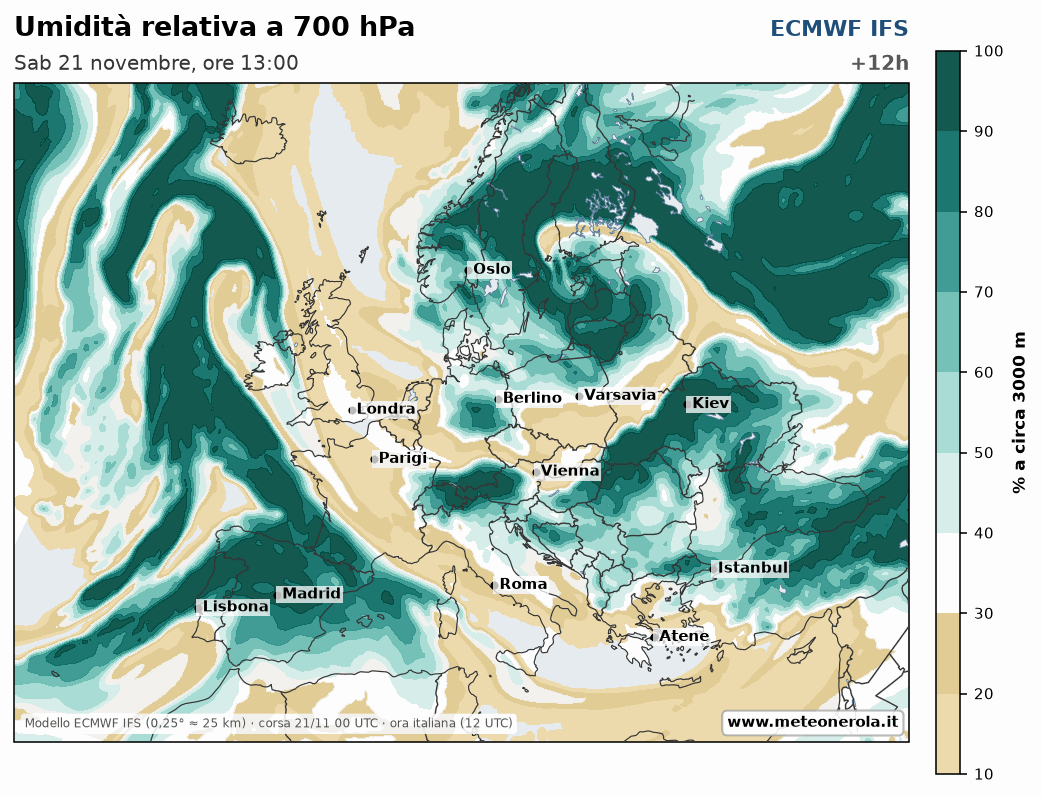 Umidità relativa a 700 hPa
ECMWF IFS
Sab 21 novembre, ore 13:00
+12h
100
90
80
70
60
50
40
30
20
10
% a circa 3000 m
Oslo
Berlino
Varsavia
Kiev
Londra
Parigi
Vienna
Istanbul
Roma
Madrid
Lisbona
Atene
Modello ECMWF IFS (0,25° ≈ 25 km) · corsa 21/11 00 UTC · ora italiana (12 UTC)
www.meteonerola.it